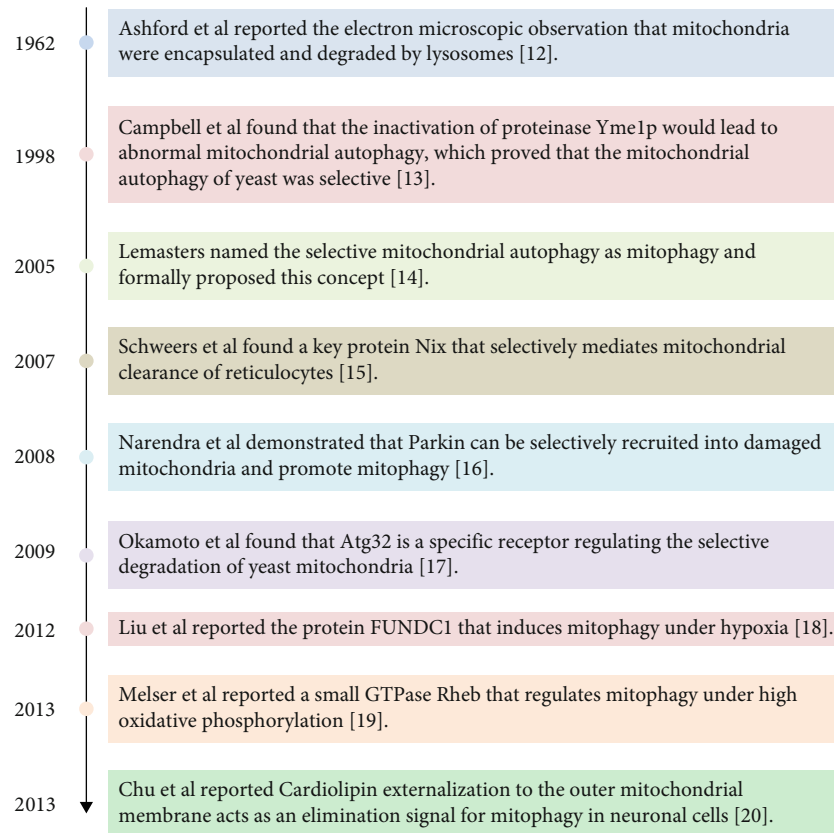 1962
Ashford et al reported the electron microscopic observation that mitochondria
were encapsulated and degraded by lysosomes [12].
1998
Campbell et al found that the inactivation of proteinase Yme1p would lead to
abnormal mitochondrial autophagy, which proved that the mitochondrial
autophagy of yeast was selective [13].
2005
Lemasters named the selective mitochondrial autophagy as mitophagy and
formally proposed this concept [14].
2007
Schweers et al found a key protein Nix that selectively mediates mitochondrial
clearance of reticulocytes [15].
2008
Narendra et al demonstrated that Parkin can be selectively recruited into damaged
mitochondria and promote mitophagy [16].
2009
Okamoto et al found that Atg32 is a specific receptor regulating the selective
degradation of yeast mitochondria [17].
2012
Liu et al reported the protein FUNDC1 that induces mitophagy under hypoxia [18].
2013
Melser et al reported a small GTPase Rheb that regulates mitophagy under high
oxidative phosphorylation [19].
2013
Chu et al reported Cardiolipin externalization to the outer mitochondrial
membrane acts as an elimination signal for mitophagy in neuronal cells [20].